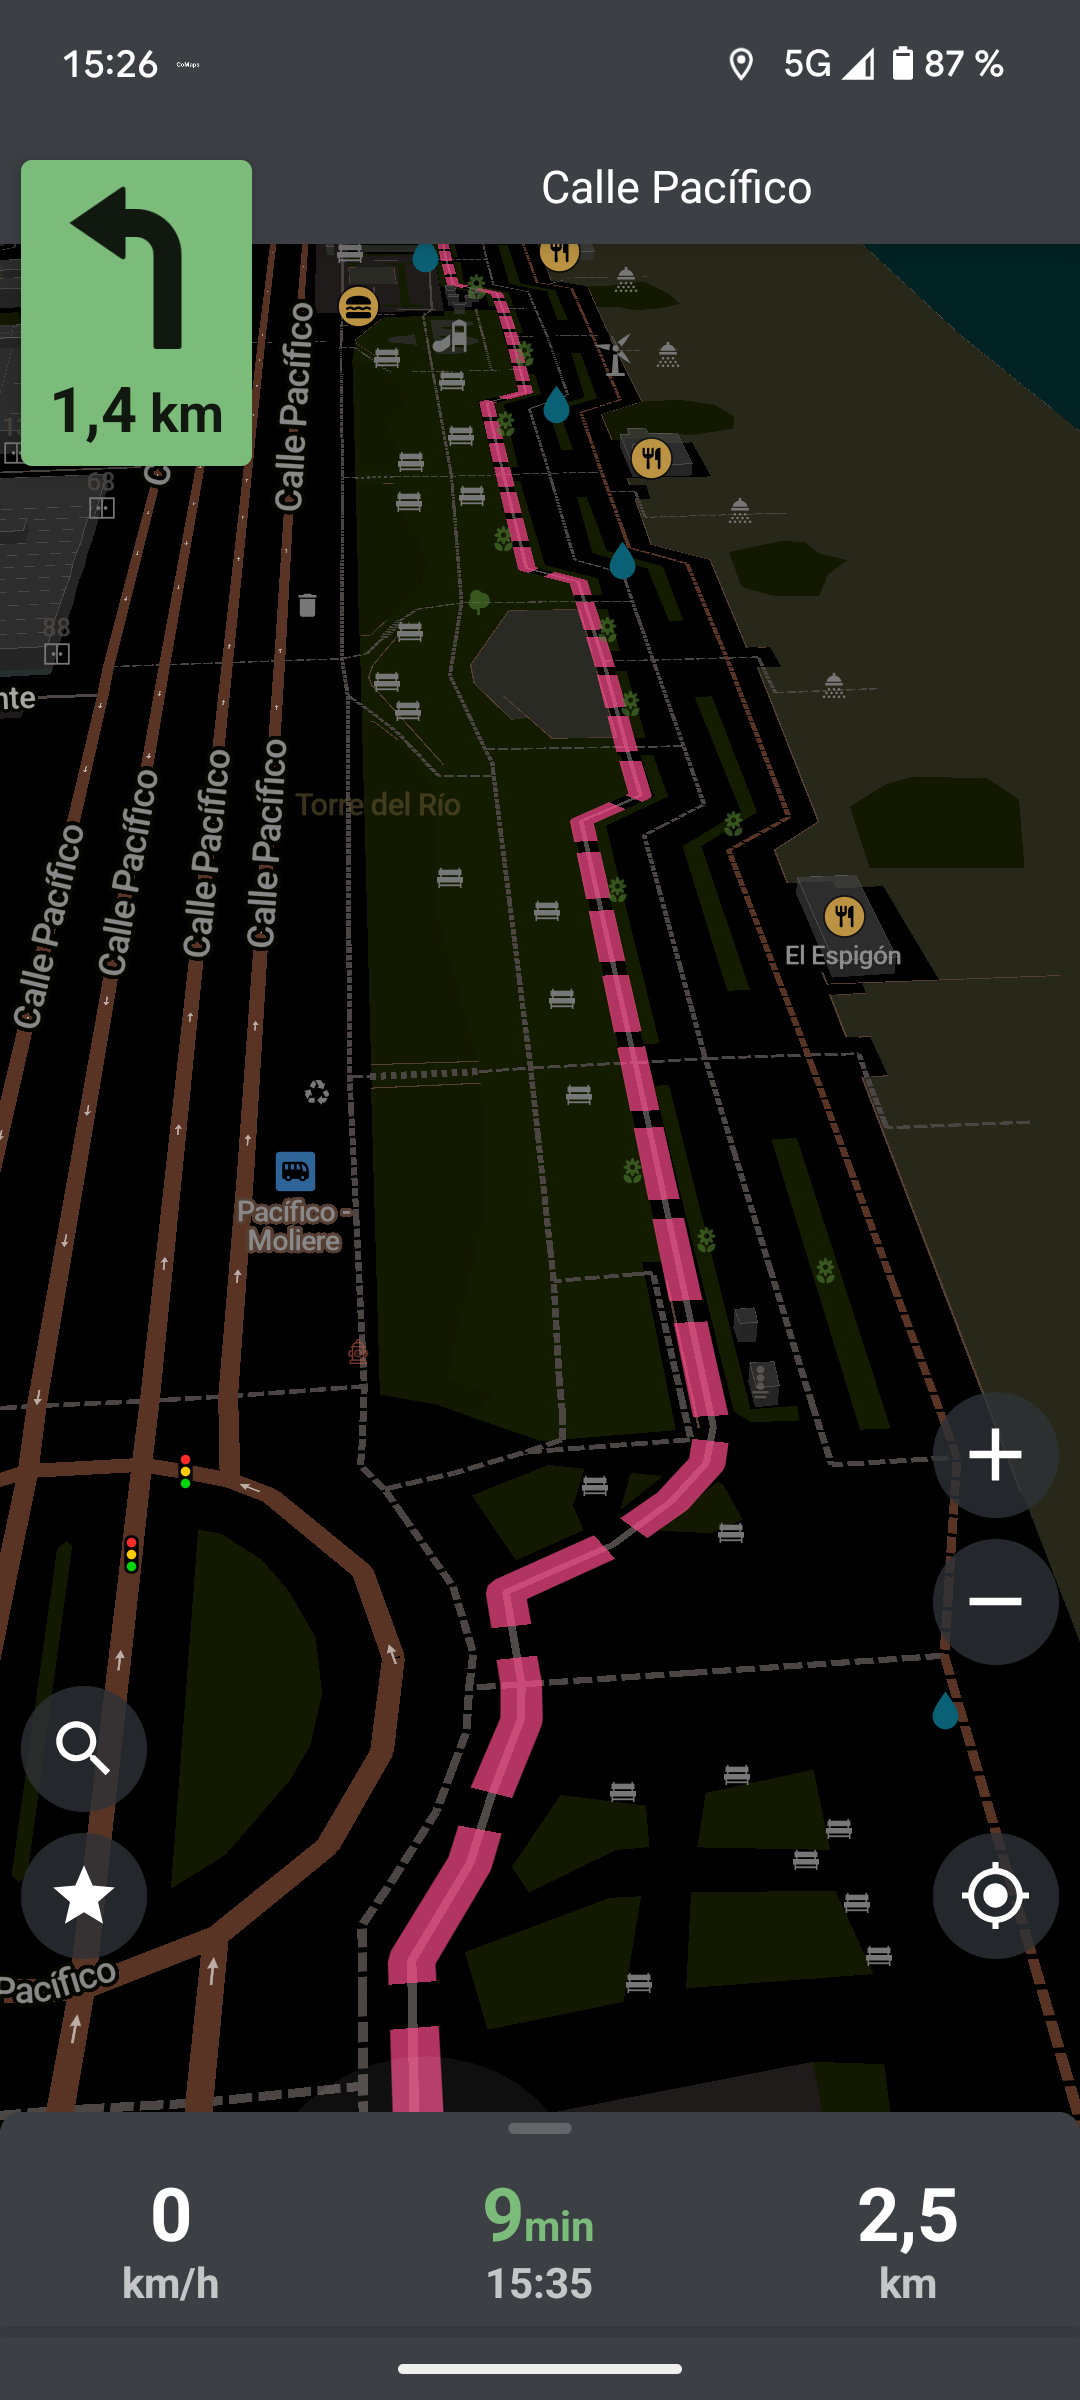 15:26
CoMaps
5G
87 %
Calle Pacífico
1,4 km
Calle Pacífico
68
88
nte
Torre del Río
Calle Pacífico
Calle Pacífico
Calle Pacífico
Calle Pacífico
El Espigón
Pacífico -
Moliere
Pacífico
0
km/h
9min
15:35
2,5
km